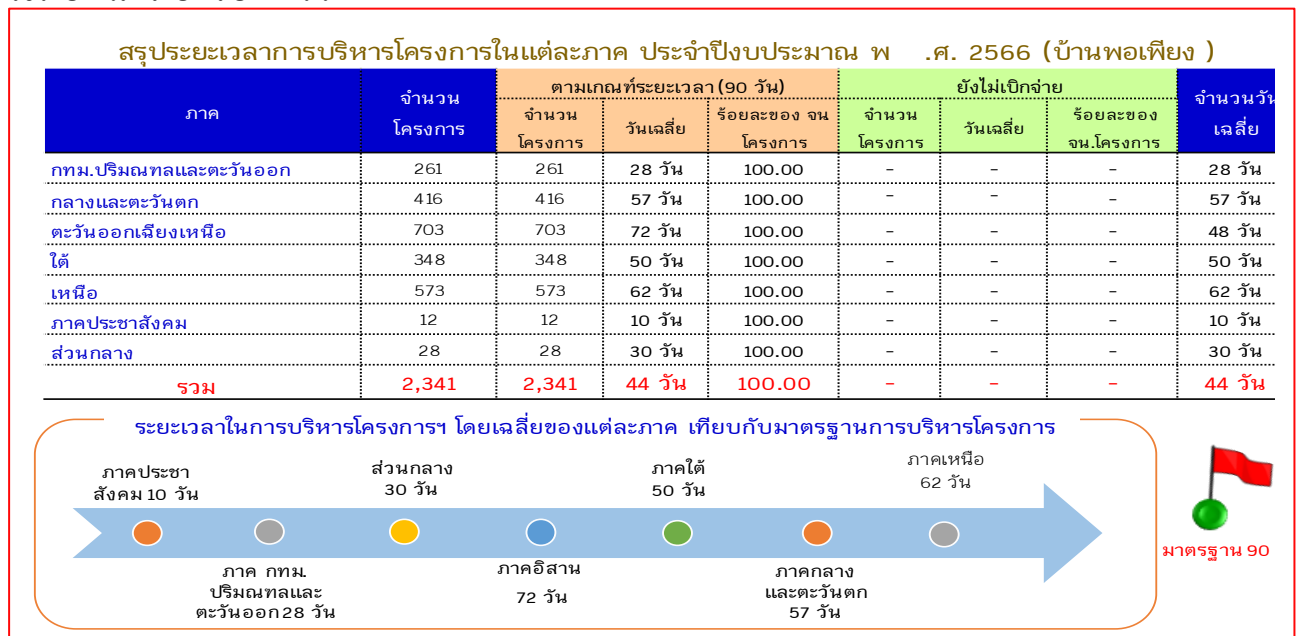 สรุประยะเวลาการบริหารโครงการในแต่ละภาค ประจำปีงบประมาณ พ .ศ. 2566 (บ้านพอเพียง )
ภาค จำนวนโครงการ ตามเกณฑ์ระยะเวลา (90 วัน) ยังไม่เบิกจ่าย จำนวนวันเฉลี่ย
จำนวนโครงการ วันเฉลี่ย ร้อยละของ จนโครงการ จำนวนโครงการ วันเฉลี่ย ร้อยละของ จน.โครงการ
กทม.ปริมณฑลและตะวันออก 261 261 28 วัน 100.00 - - - 28 วัน
กลางและตะวันตก 416 416 57 วัน 100.00 - - - 57 วัน
ตะวันออกเฉียงเหนือ 703 703 72 วัน 100.00 - - - 48 วัน
ใต้ 348 348 50 วัน 100.00 - - - 50 วัน
เหนือ 573 573 62 วัน 100.00 - - - 62 วัน
ภาคประชาสังคม 12 12 10 วัน 100.00 - - - 10 วัน
ส่วนกลาง 28 28 30 วัน 100.00 - - - 30 วัน
รวม 2,341 2,341 44 วัน 100.00 - - - 44 วัน
ระยะเวลาในการบริหารโครงการฯ โดยเฉลี่ยของแต่ละภาค เทียบกับมาตรฐานการบริหารโครงการ
ภาคประชา
สังคม 10 วัน
ส่วนกลาง
30 วัน
ภาคใต้
50 วัน
ภาคเหนือ
62 วัน
ภาค กทม.
ปริมณฑลและ
ตะวันออก 28 วัน
ภาคอิสาน
72 วัน
ภาคกลาง
และตะวันตก
57 วัน
มาตรฐาน 90